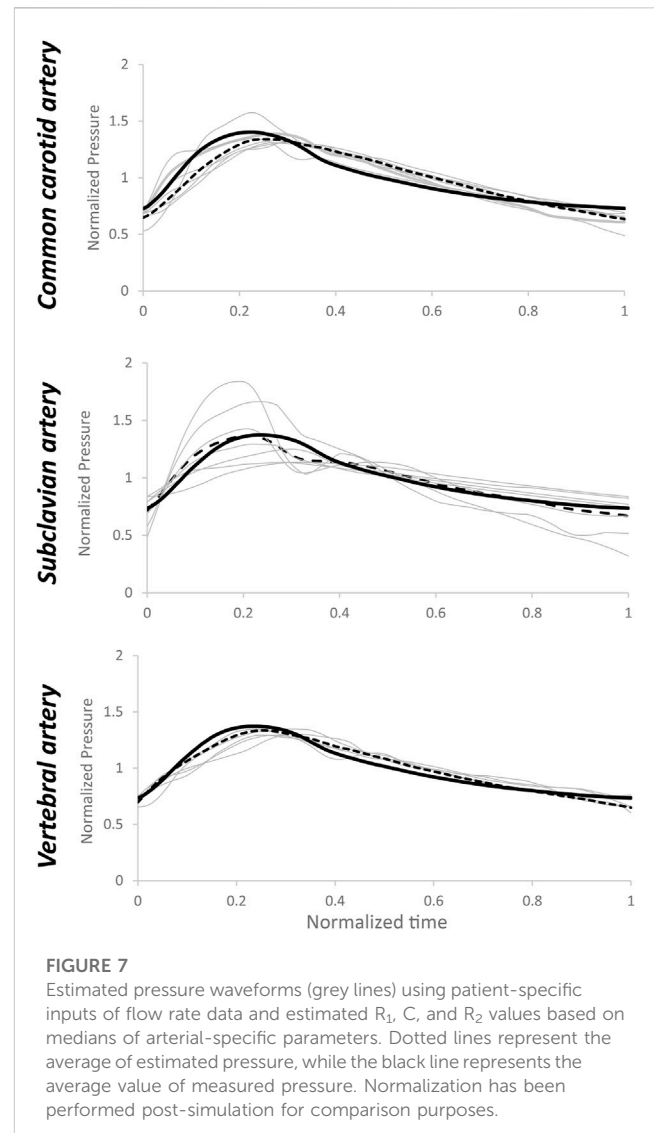 Common carotid artery
Normalized Pressure
2
1.5
1
0.5
0
0 0.2 0.4 0.6 0.8 1
Subclavian artery
Normalized Pressure
2
1.5
1
0.5
0
0 0.2 0.4 0.6 0.8 1
Vertebral artery
Normalized Pressure
2
1.5
1
0.5
0
0 0.2 0.4 0.6 0.8 1
Normalized time
FIGURE 7
Estimated pressure waveforms (grey lines) using patient-specific
inputs of flow rate data and estimated R₁, C, and R₂ values based on
medians of arterial-specific parameters. Dotted lines represent the
average of estimated pressure, while the black line represents the
average value of measured pressure. Normalization has been
performed post-simulation for comparison purposes.